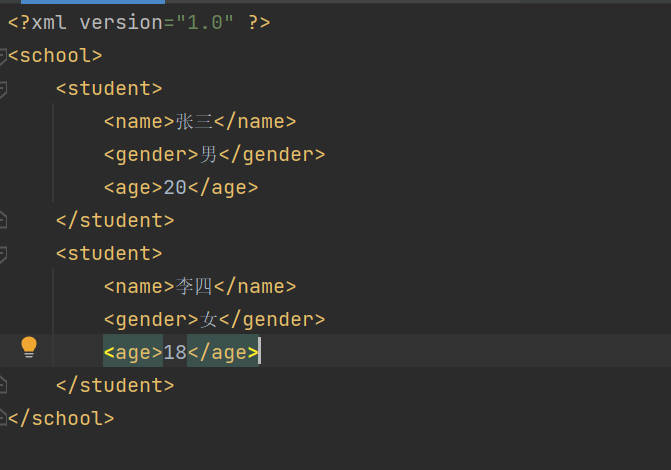 <?xml version="1.0" ?>
<school>
    <student>
        <name>张三</name>
        <gender>男</gender>
        <age>20</age>
    </student>
    <student>
        <name>李四</name>
        <gender>女</gender>
        <age>18</age>
    </student>
</school>